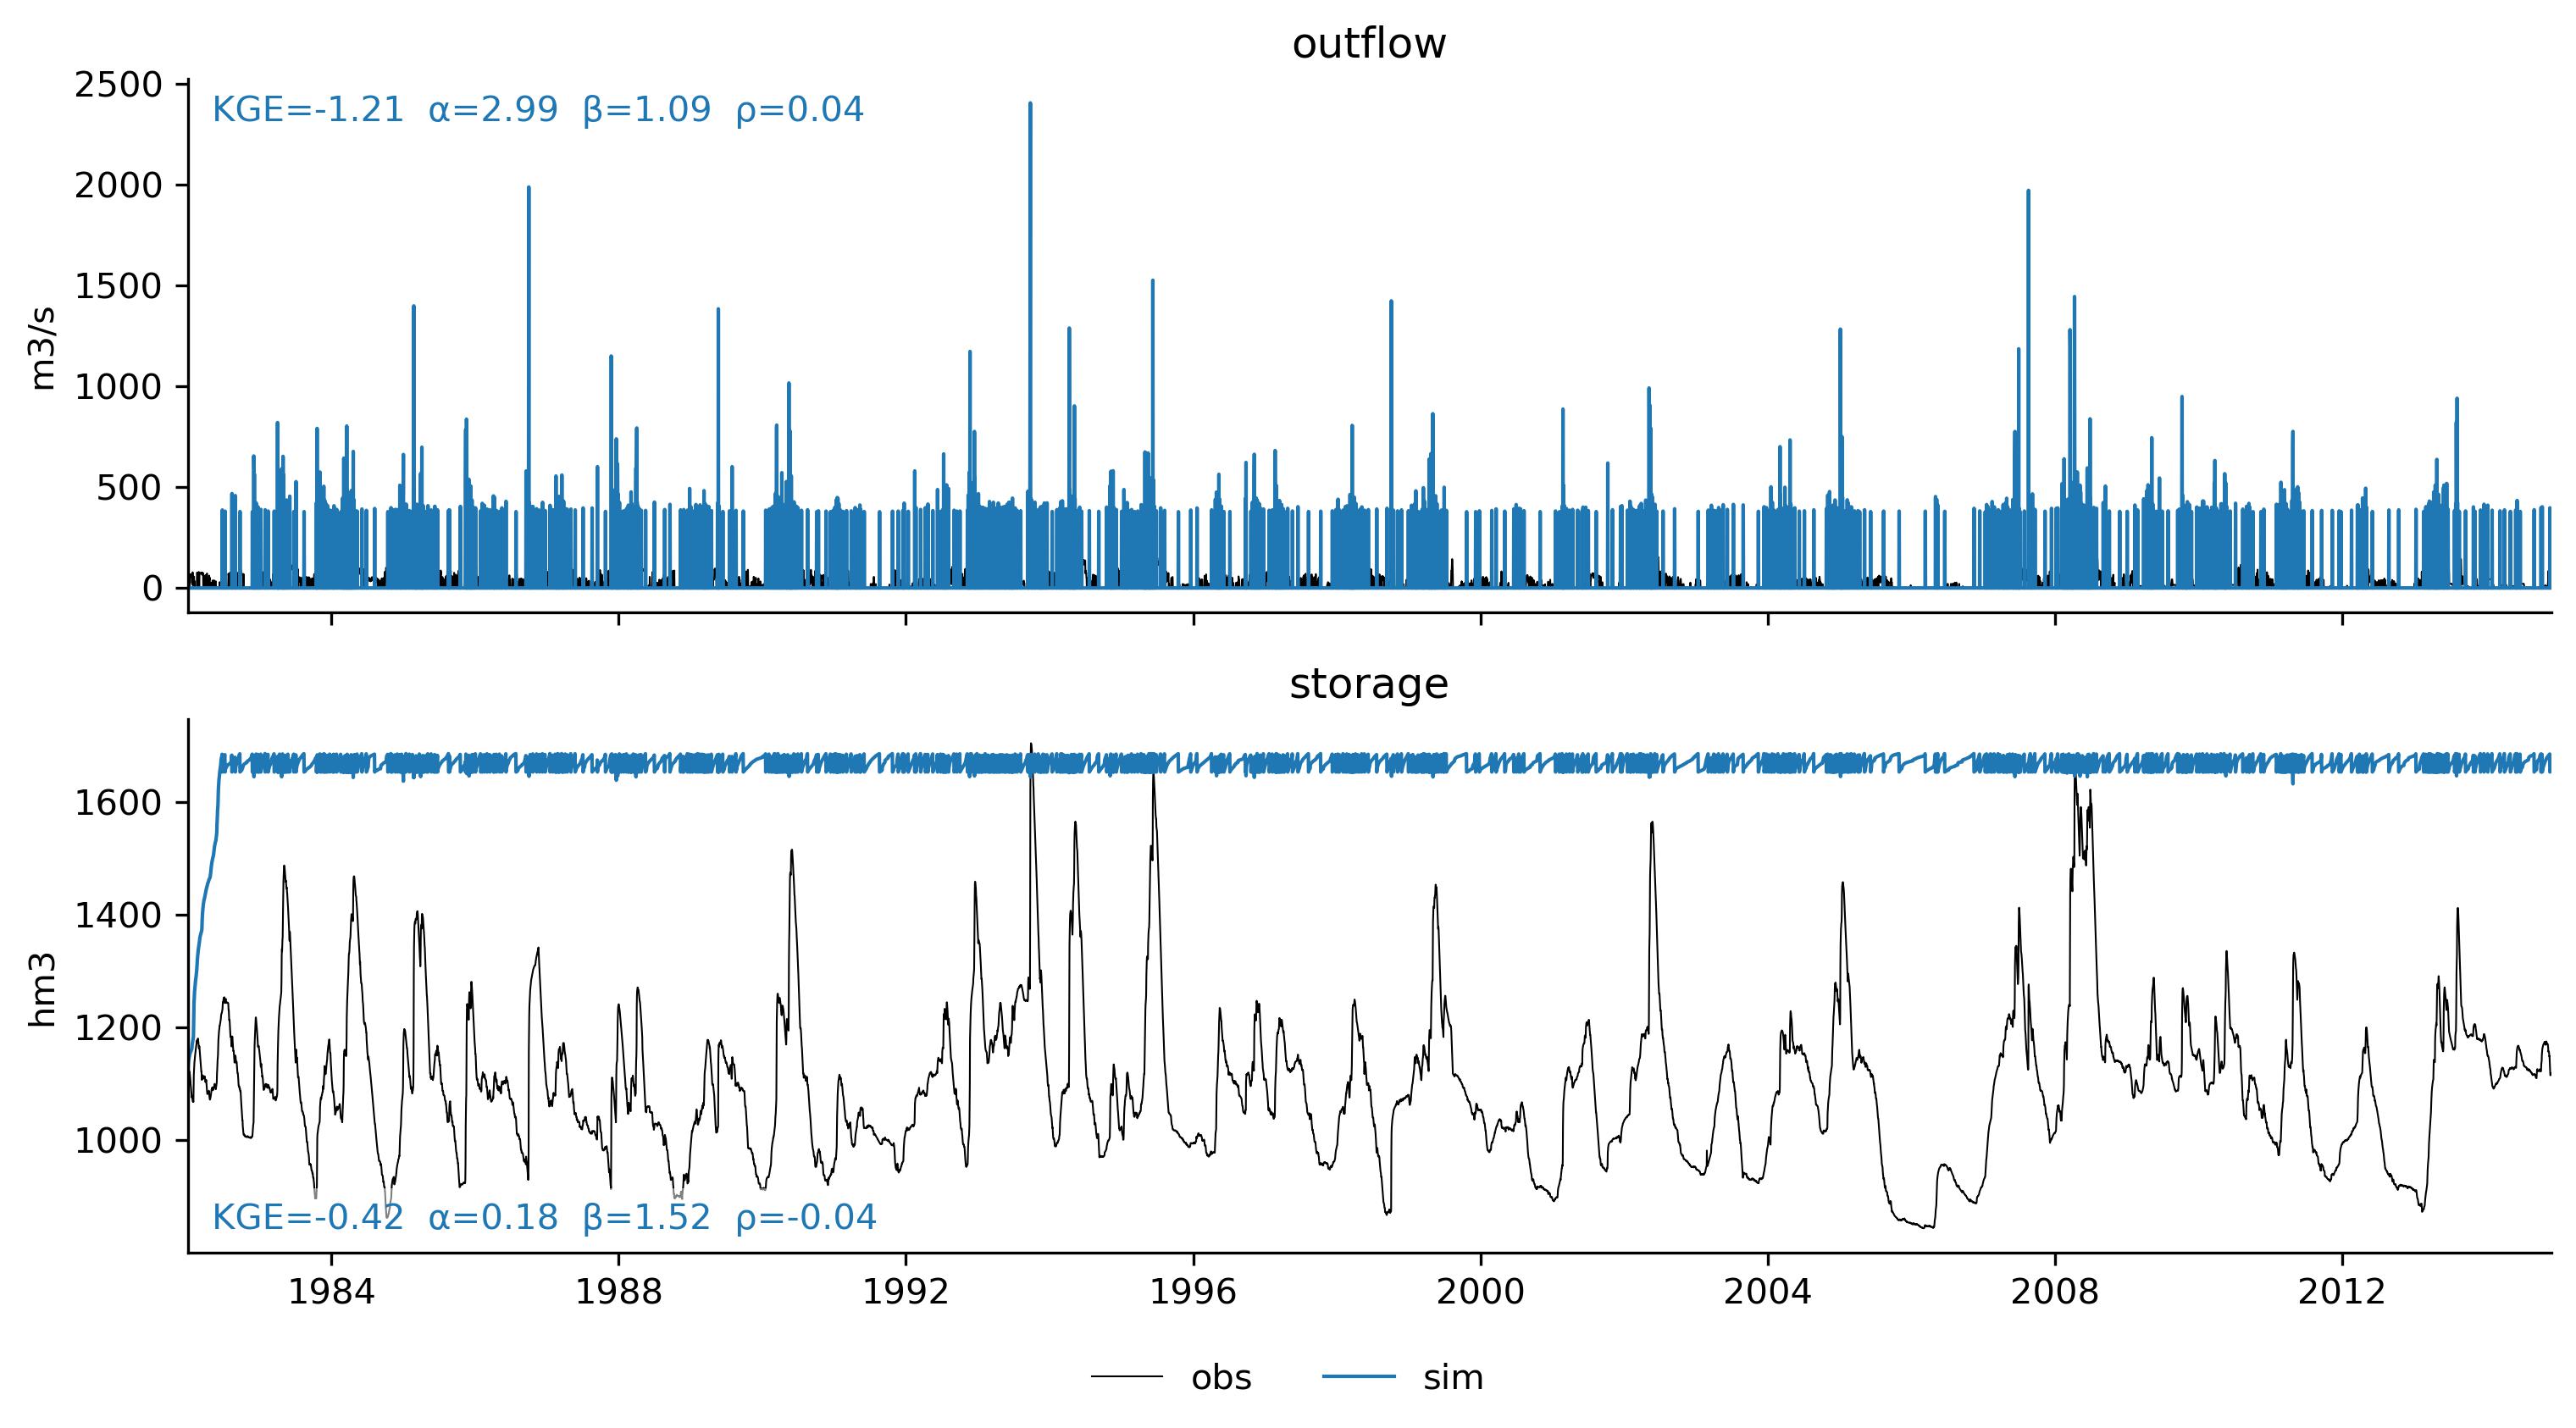 outflow
2500
2000
1500
1000
500
0
m3/s
KGE=-1.21 α=2.99 β=1.09 ρ=0.04
storage
1600
1400
1200
1000
hm3
KGE=-0.42 α=0.18 β=1.52 ρ=-0.04
1984 1988 1992 1996 2000 2004 2008 2012
obs sim